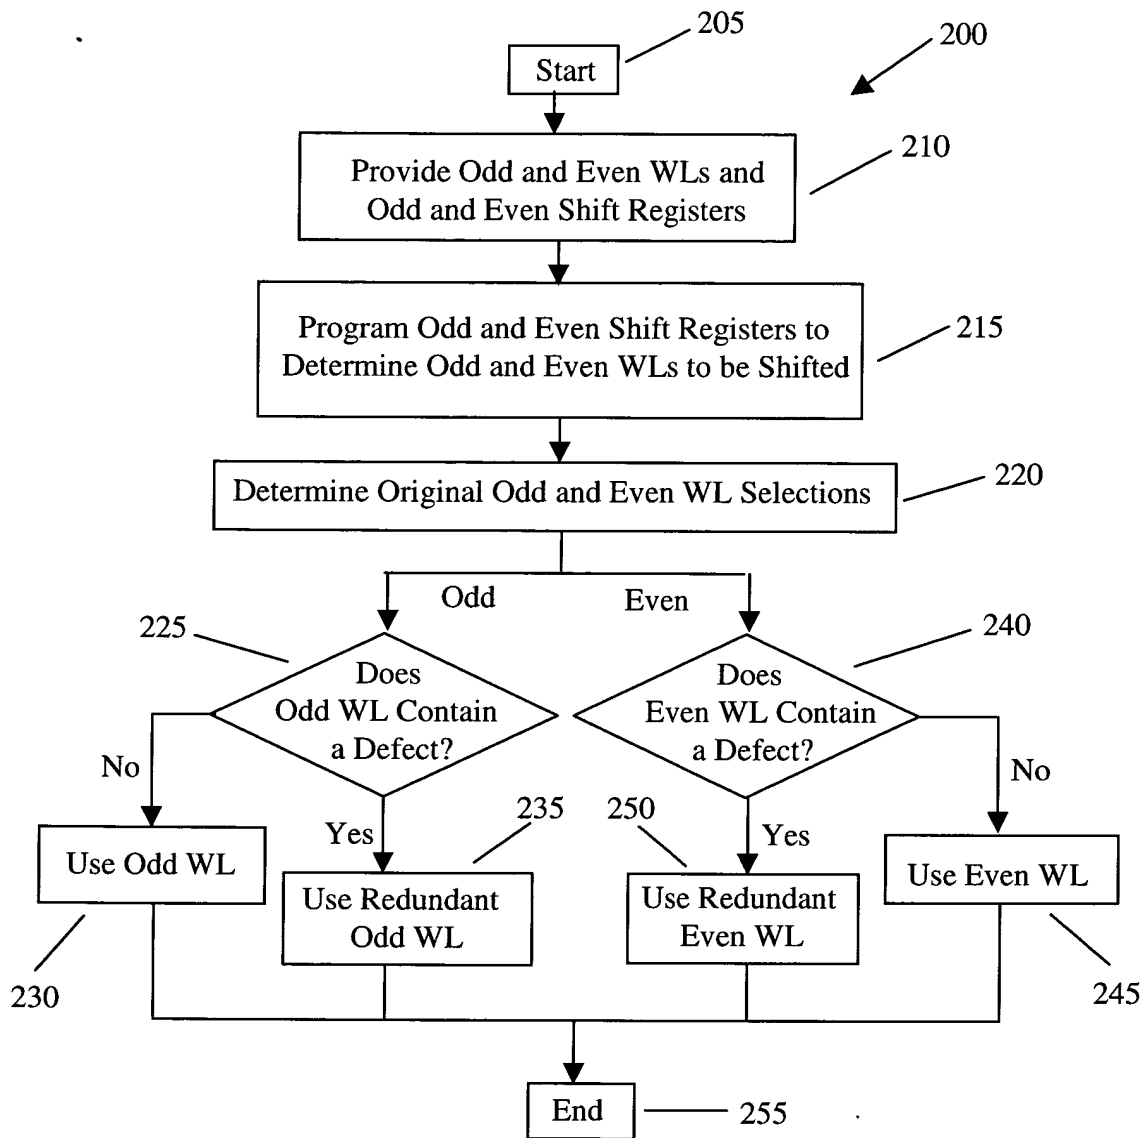 205
200
Start
210
Provide Odd and Even WLs and
Odd and Even Shift Registers
215
Program Odd and Even Shift Registers to
Determine Odd and Even WLs to be Shifted
220
Determine Original Odd and Even WL Selections
Odd
Even
225
240
Does
Odd WL Contain
a Defect?
Does
Even WL Contain
a Defect?
No
Yes
235
250
Yes
No
Use Odd WL
Use Redundant
Odd WL
Use Redundant
Even WL
Use Even WL
230
245
End
255